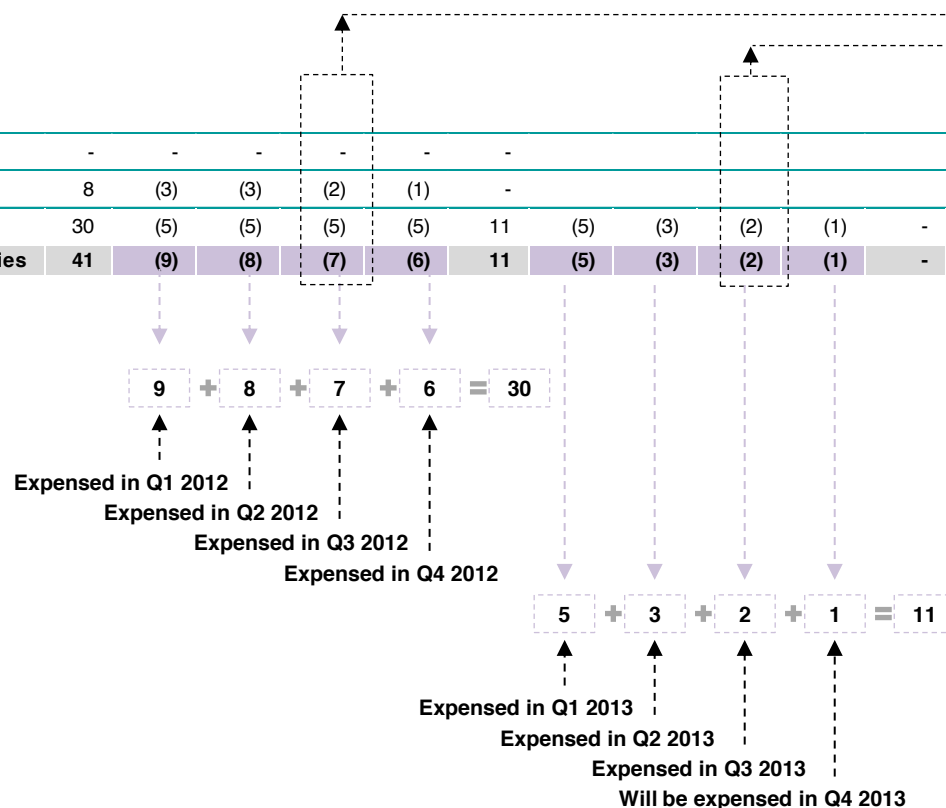 - - - - - -
8 (3) (3) (2) (1) -
30 (5) (5) (5) (5) 11 (5) (3) (2) (1) -
ies 41 (9) (8) (7) (6) 11 (5) (3) (2) (1) -
9 + 8 + 7 + 6 = 30
Expensed in Q1 2012
Expensed in Q2 2012
Expensed in Q3 2012
Expensed in Q4 2012
5 + 3 + 2 + 1 = 11
Expensed in Q1 2013
Expensed in Q2 2013
Expensed in Q3 2013
Will be expensed in Q4 2013